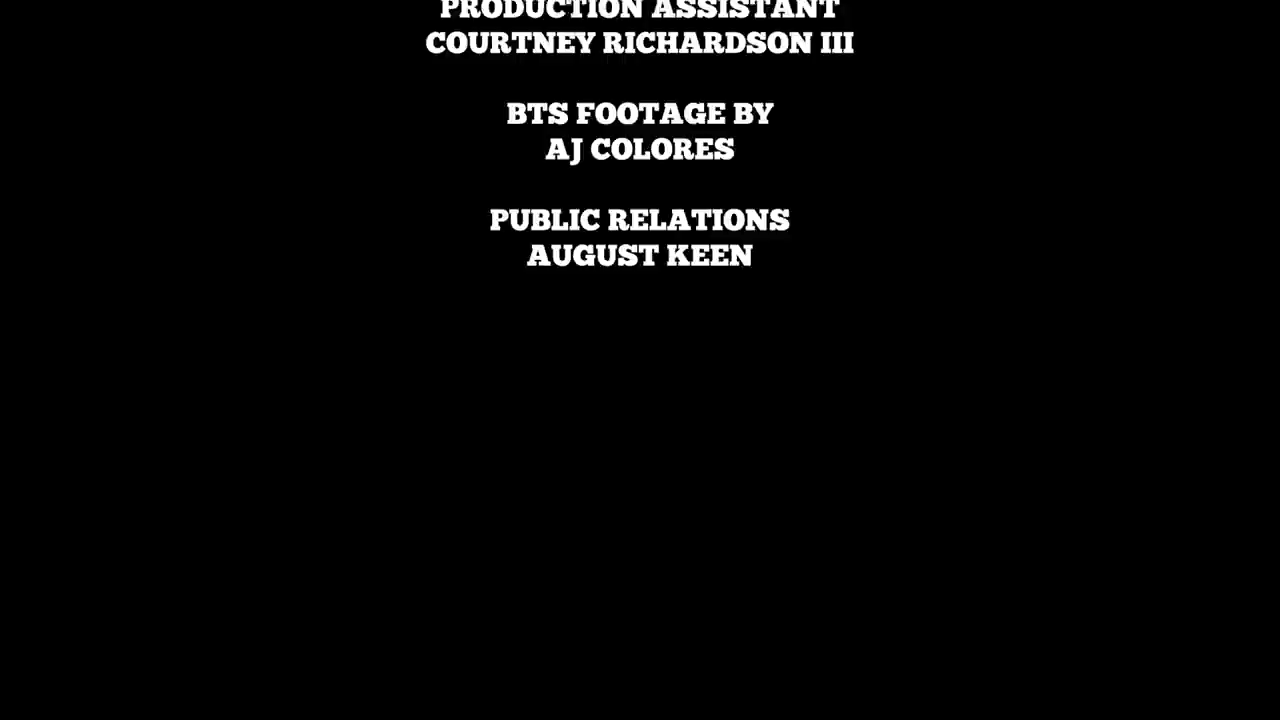 PRODUCTION ASSISTANT
COURTNEY RICHARDSON III
BTS FOOTAGE BY
AJ COLORES
PUBLIC RELATIONS
AUGUST KEEN